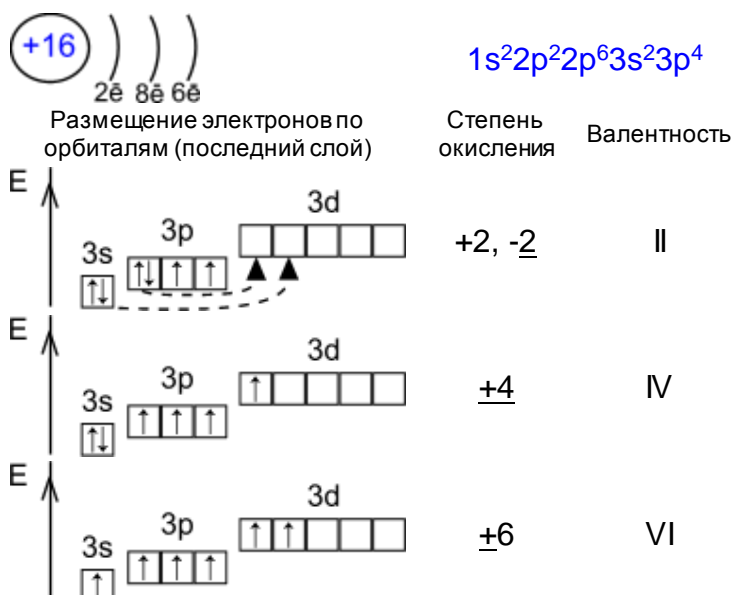 +16
2ē 8ē 6ē
1s²2p²2p⁶3s²3p⁴
Размещение электронов по
орбиталям (последний слой)
Степень
окисления
Валентность
E
3d
3p
3s
↑↓
↑↓ ↑ ↑
+2, -2
II
E
3d
3p
3s
↑↓
↑ ↑ ↑
↑
+4
IV
E
3d
3p
3s
↑
↑ ↑ ↑
↑ ↑
+6
VI